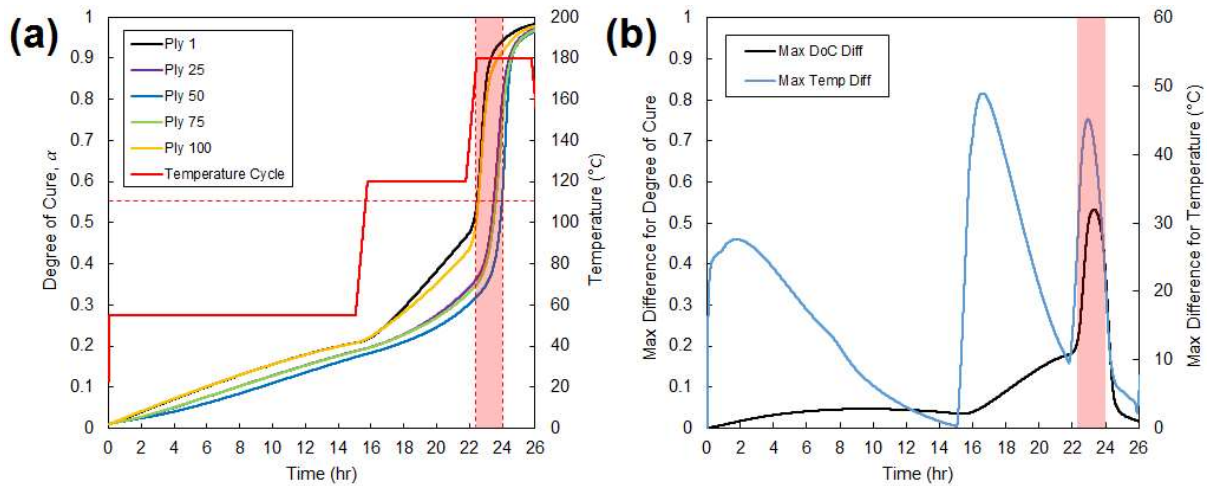 (a)
Degree of Cure, α
1
0.9
0.8
0.7
0.6
0.5
0.4
0.3
0.2
0.1
0
Ply 1
Ply 25
Ply 50
Ply 75
Ply 100
Temperature Cycle
200
180
160
140
120
100
80
60
40
20
0
Temperature (°C)
0 2 4 6 8 10 12 14 16 18 20 22 24 26
Time (hr)
(b)
Max Difference for Degree of Cure
1
0.9
0.8
0.7
0.6
0.5
0.4
0.3
0.2
0.1
0
Max DoC Diff
Max Temp Diff
60
50
40
30
20
10
0
Max Difference for Temperature (°C)
0 2 4 6 8 10 12 14 16 18 20 22 24 26
Time (hr)